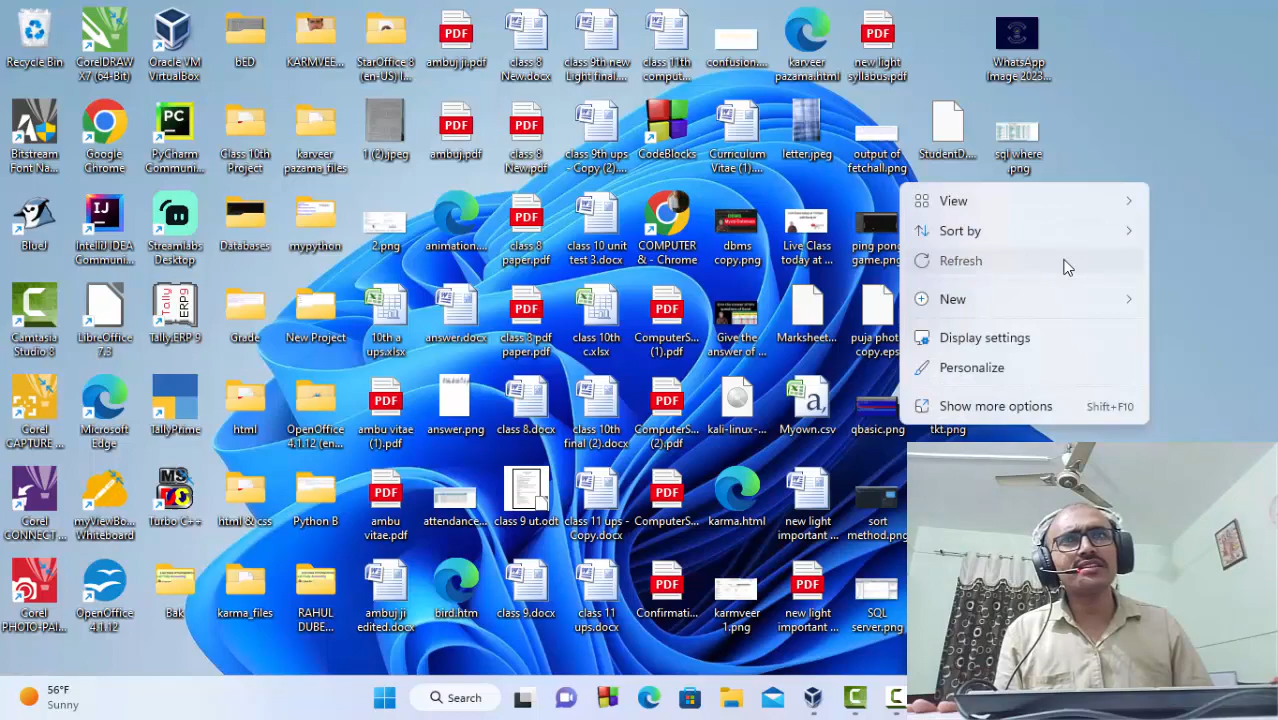 Recycle Bin
CorelDRAW
X7 (64-Bit)
Oracle VM
VirtualBox
bED
KARMVEE...
StarOffice 8
(en-US) I...
ambuj ji.pdf
class 8
New.docx
class 9th new
Light final....
class 11th
comput...
confusion....
karveer
pazama.html
new light
syllabus.pdf
WhatsApp
Image 2023...
Bitstream
Font Na...
Google
Chrome
PyCharm
Communi...
Class 10th
Project
karveer
pazama_files
1 (2).jpeg
ambuj.pdf
class 8
New.pdf
class 9th ups
- Copy (2)....
CodeBlocks
Curriculum
Vitae (1)....
letter.jpeg
output of
fetchall.png
StudentD...
sql where
.png
BlueJ
IntelliJ IDEA
Communi...
Streamlabs
Desktop
Databases
mypython
2.png
animation....
class 8
paper.pdf
class 10 unit
test 3.docx
COMPUTER
& - Chrome
dbms
copy.png
Live Class
today at ...
ping pong
game.png
View
Sort by
Refresh
New
Display settings
Personalize
Show more options
Shift+F10
Camtasia
Studio 8
LibreOffice
7.3
Tally.ERP 9
Grade
New Project
10th a
ups.xlsx
answer.docx
class 8 pdf
paper.pdf
class 10th
c.xlsx
ComputerS...
(1).pdf
Give the
answer of ...
Marksheet...
puja phot
copy.eps
Corel
CAPTURE ...
Microsoft
Edge
TallyPrime
html
OpenOffice
4.1.12 (en...
ambu vitae
(1).pdf
answer.png
class 8.docx
class 10th
final (2).docx
ComputerS...
(2).pdf
kali-linux-...
Myown.csv
qbasic.png
tkt.png
Corel
CONNECT ...
myViewBo...
Whiteboard
Turbo C++
html & css
Python B
ambu
vitae.pdf
attendance...
class 9 ut.odt
class 11 ups -
Copy.docx
ComputerS...
karma.html
new light
important ...
sort
method.png
Corel
PHOTO-PAI...
OpenOffice
4.1.12
Bak
karma_files
RAHUL
DUBE...
ambuj ji
edited.docx
bird.htm
class 9.docx
class 11
ups.docx
Confirmati...
karmveer
1.png
new light
important ...
SQL
server.png
56°F
Sunny
Search